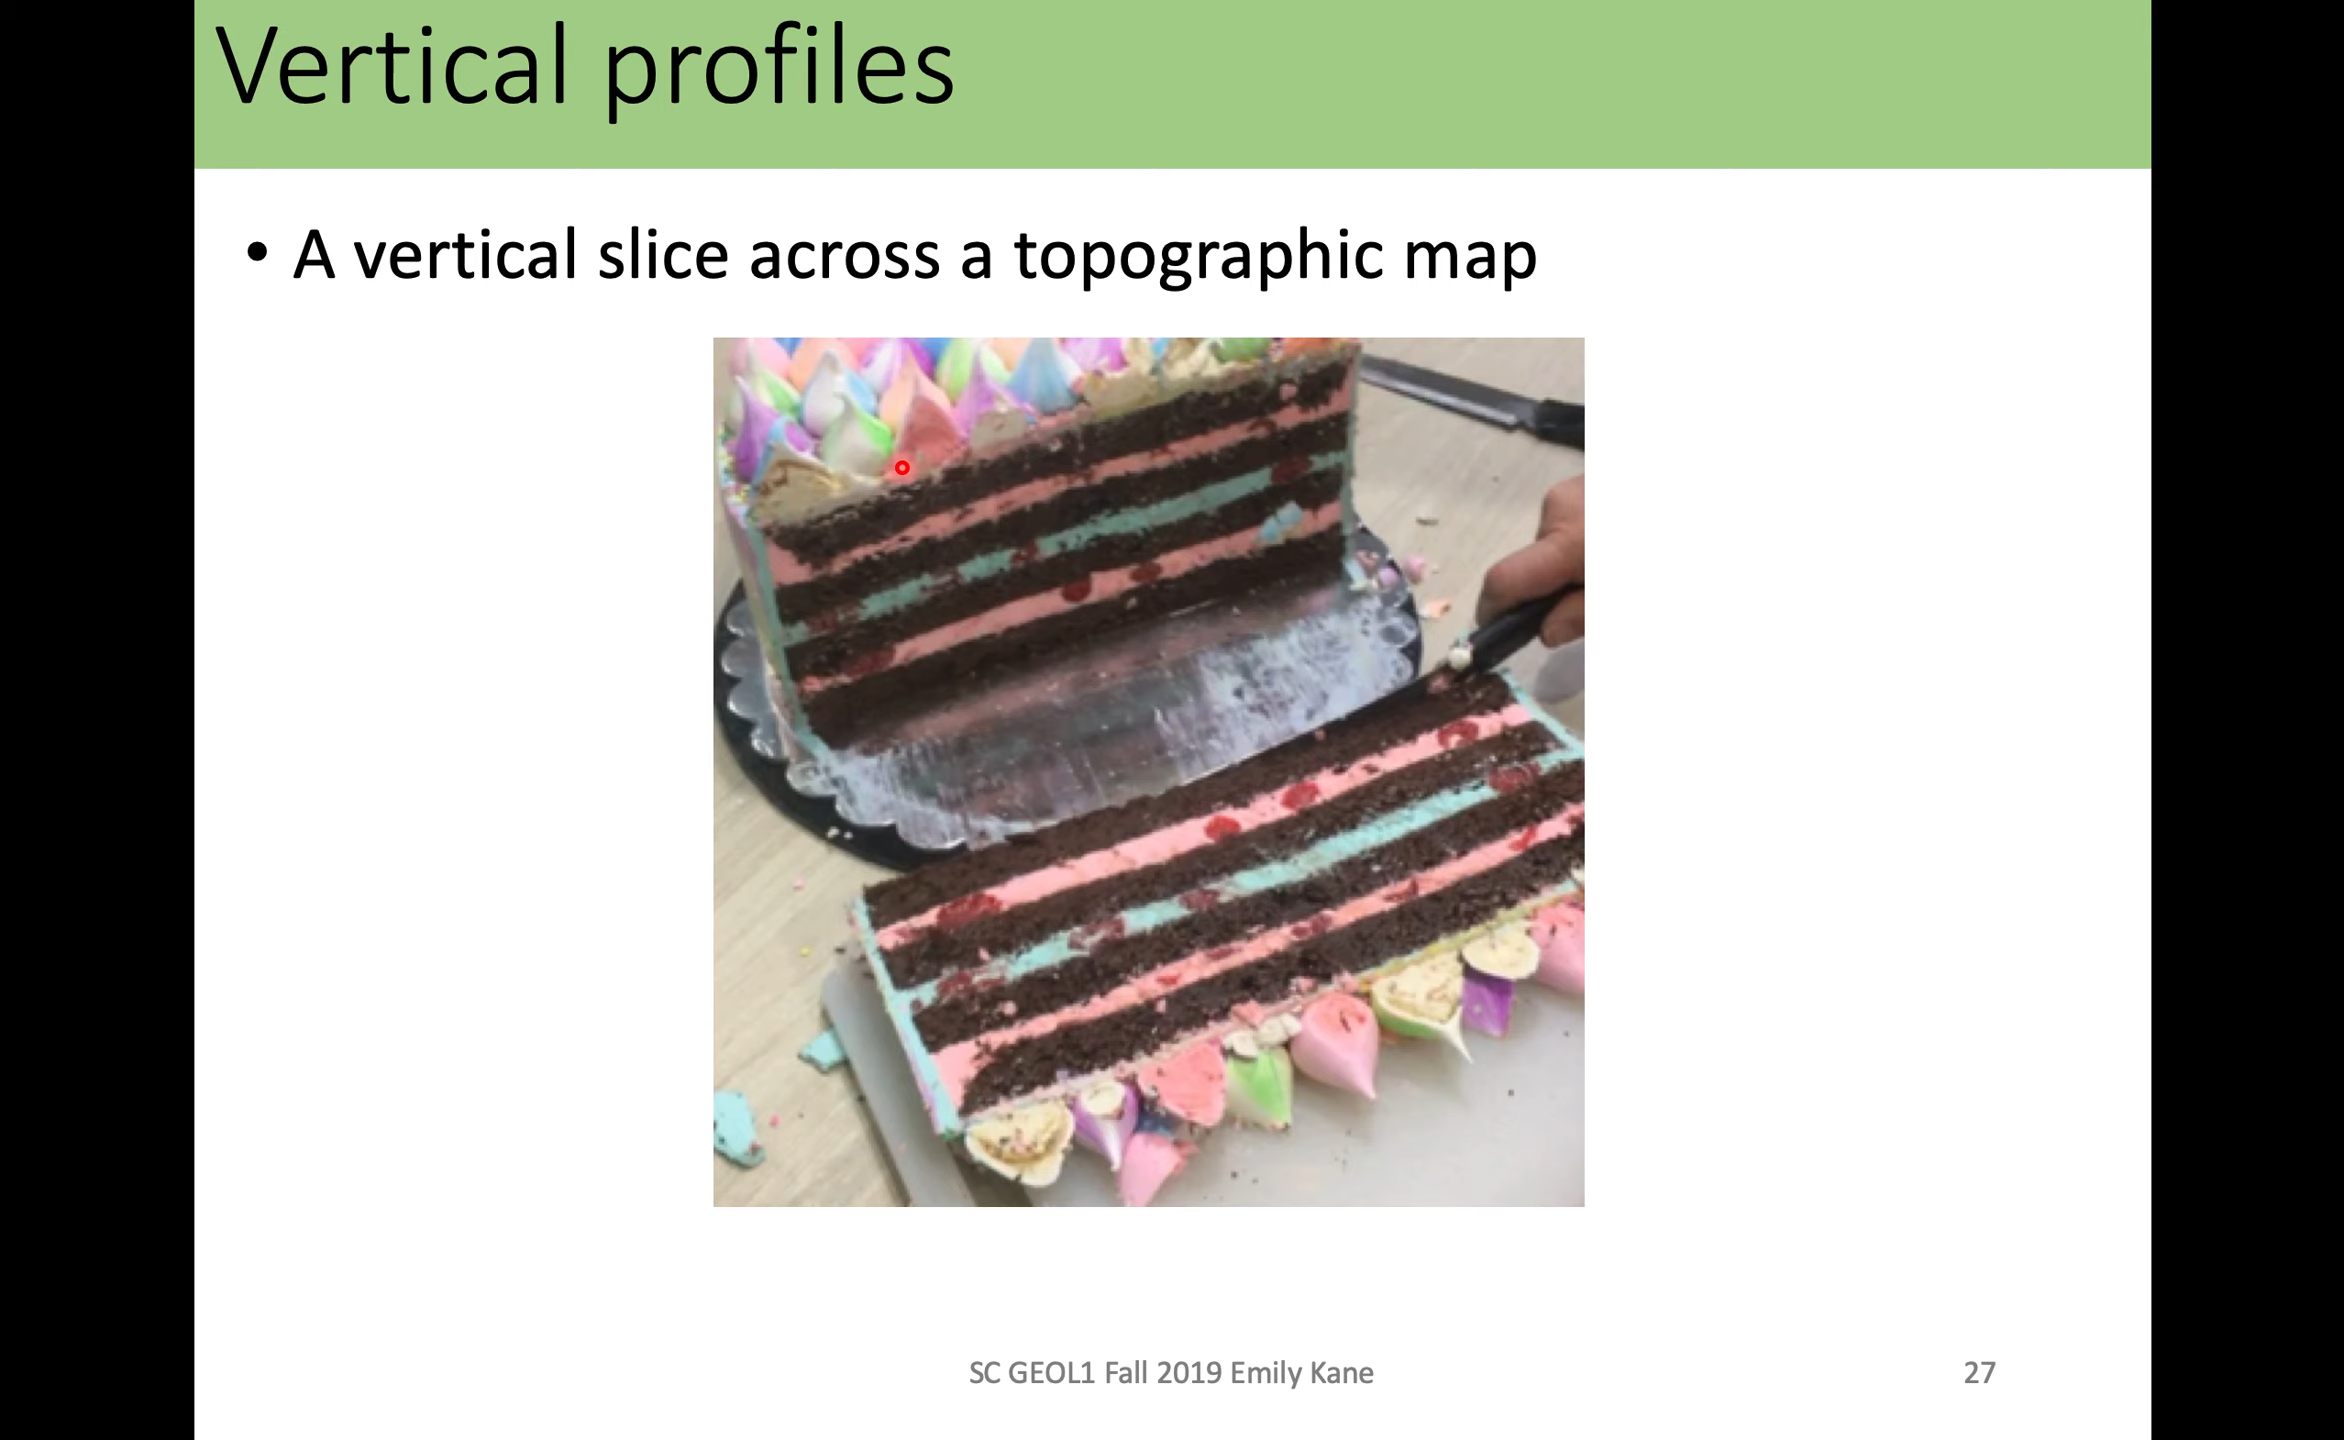 Vertical profiles
• A vertical slice across a topographic map
SC GEOL1 Fall 2019 Emily Kane
27